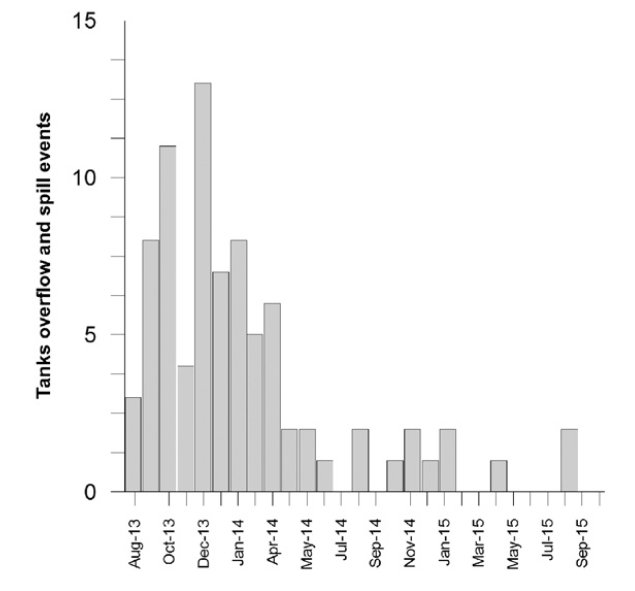 15
10
5
0
Tanks overflow and spill events
Aug-13
Oct-13
Dec-13
Jan-14
Apr-14
May-14
Jul-14
Sep-14
Nov-14
Jan-15
Mar-15
May-15
Jul-15
Sep-15